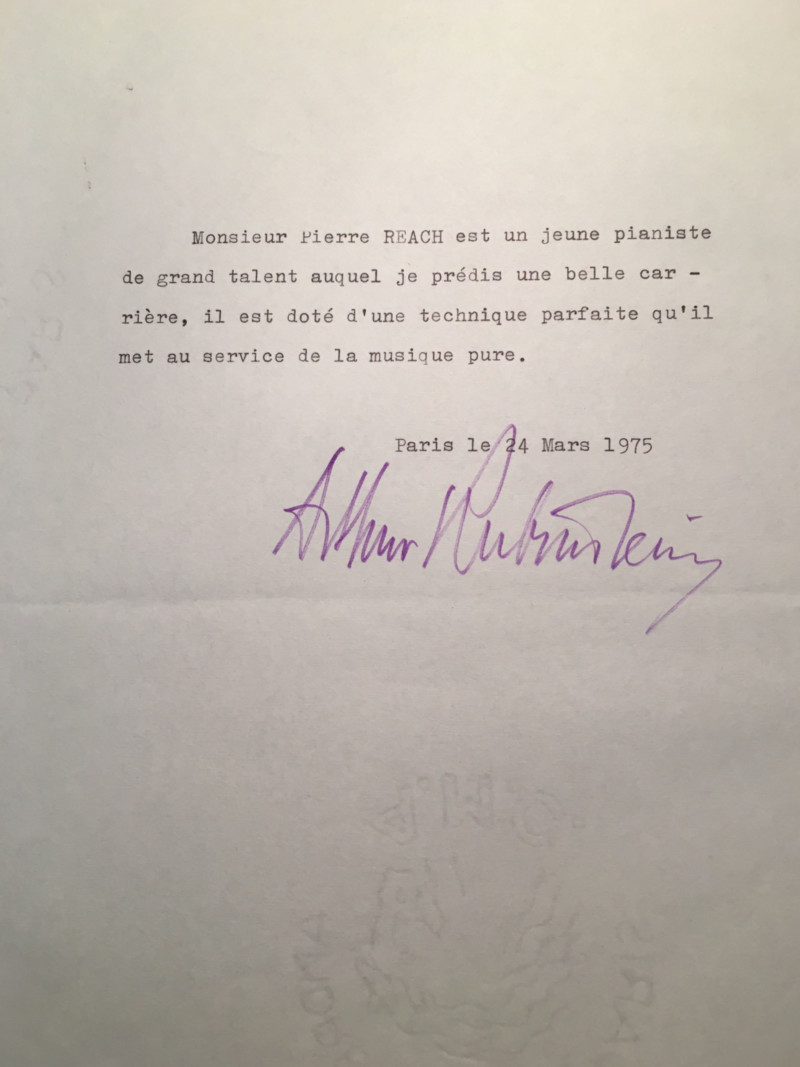 Monsieur Pierre REACH est un jeune pianiste
de grand talent auquel je prédis une belle car -
rière, il est doté d'une technique parfaite qu'il
met au service de la musique pure.
Paris le 24 Mars 1975
Arthur Rubinstein